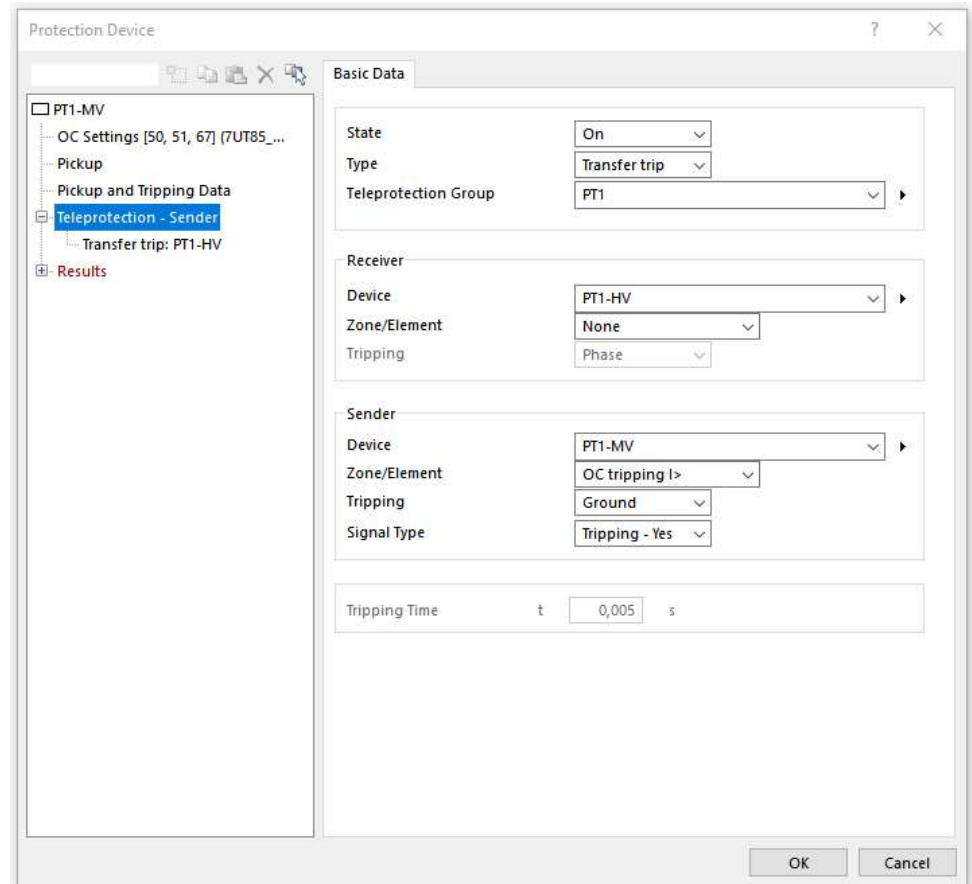 Protection Device ?
Basic Data
PT1-MV
OC Settings [50, 51, 67] (7UT85_...
Pickup
Pickup and Tripping Data
Teleprotection - Sender
Transfer trip: PT1-HV
Results
State On
Type Transfer trip
Teleprotection Group PT1
Receiver
Device PT1-HV
Zone/Element None
Tripping Phase
Sender
Device PT1-MV
Zone/Element OC tripping I>
Tripping Ground
Signal Type Tripping - Yes
Tripping Time t 0,005 s
OK Cancel